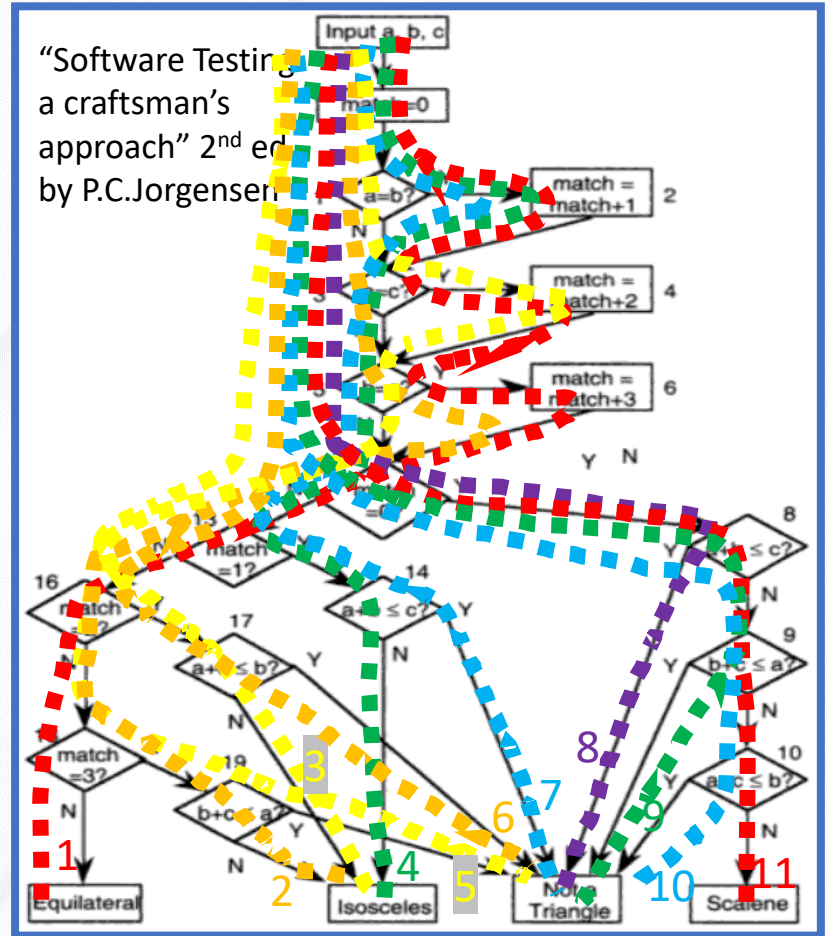 “Software Testing
a craftsman’s
approach” 2nd ed
by P.C.Jorgensen
Input a, b, c
a=b?
match =
match+1
2
N
Y
match =
match+2
4
Y
match =
match+3
6
N
Y N
8
≤ c?
Y
N
match
=1?
14
≤ c?
Y
N
16
match
N
17
≤ b?
Y
N
9
b+c ≤ a?
Y
N
10
≤ b?
Y
N
match
=3?
N
19
Y
N
1
2
3
4
5
6
7
8
9
10
11
Equilateral
Isosceles
Triangle
Scalene